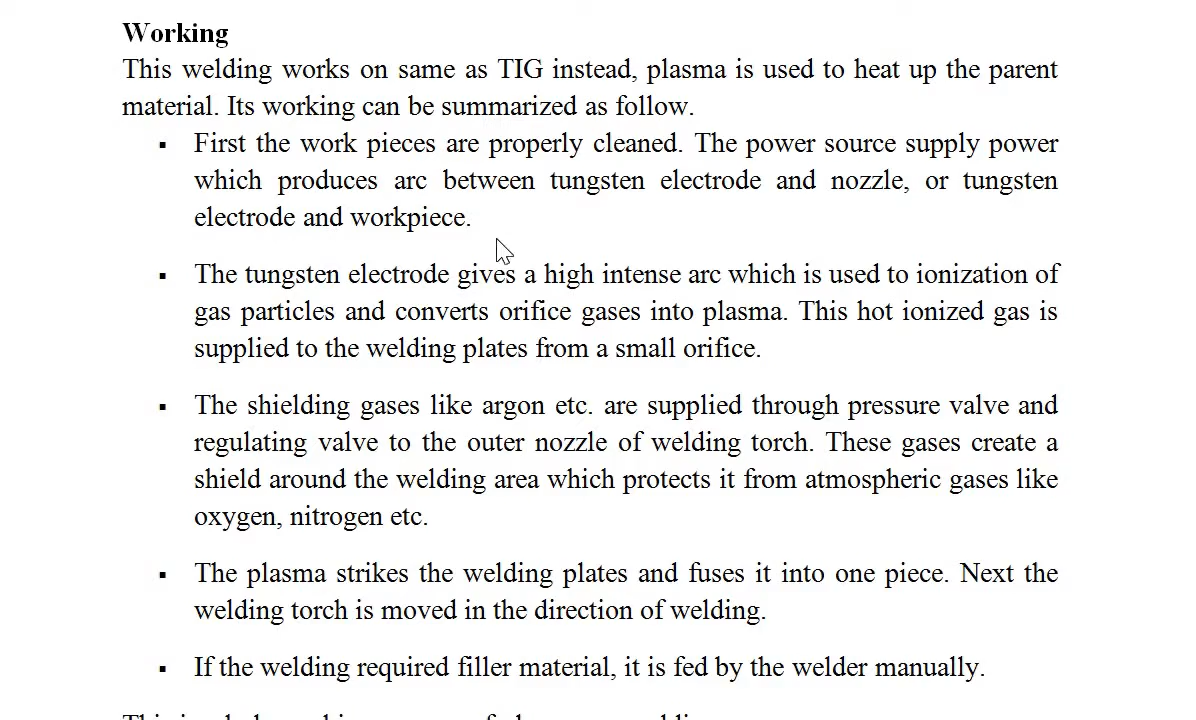 Working
This welding works on same as TIG instead, plasma is used to heat up the parent
material. Its working can be summarized as follow.
▪ First the work pieces are properly cleaned. The power source supply power
which produces arc between tungsten electrode and nozzle, or tungsten
electrode and workpiece.
▪ The tungsten electrode gives a high intense arc which is used to ionization of
gas particles and converts orifice gases into plasma. This hot ionized gas is
supplied to the welding plates from a small orifice.
▪ The shielding gases like argon etc. are supplied through pressure valve and
regulating valve to the outer nozzle of welding torch. These gases create a
shield around the welding area which protects it from atmospheric gases like
oxygen, nitrogen etc.
▪ The plasma strikes the welding plates and fuses it into one piece. Next the
welding torch is moved in the direction of welding.
▪ If the welding required filler material, it is fed by the welder manually.